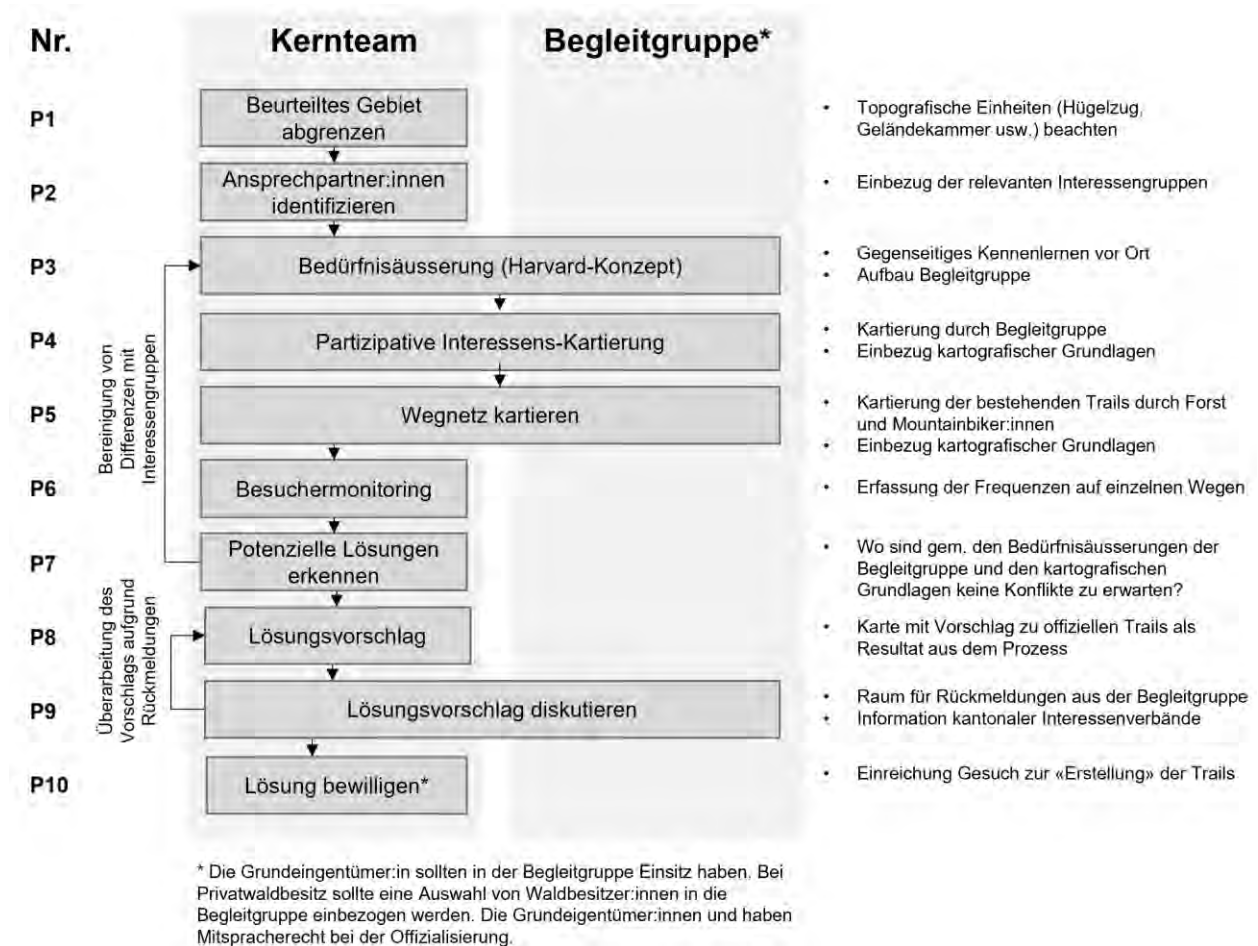 Nr.
Kernteam
Begleitgruppe*
P1
Beurteiltes Gebiet
abgrenzen
• Topografische Einheiten (Hügelzug,
Geländekammer usw.) beachten
P2
Ansprechpartner:innen
identifizieren
• Einbezug der relevanten Interessengruppen
P3
Bedürfnisäusserung (Harvard-Konzept)
• Gegenseitiges Kennenlernen vor Ort
• Aufbau Begleitgruppe
P4
Partizipative Interessens-Kartierung
• Kartierung durch Begleitgruppe
• Einbezug kartografischer Grundlagen
Bereinigung von
Differenzen mit
Interessengruppen
P5
Wegnetz kartieren
• Kartierung der bestehenden Trails durch Forst
und Mountainbiker:innen
• Einbezug kartografischer Grundlagen
P6
Besuchermonitoring
• Erfassung der Frequenzen auf einzelnen Wegen
P7
Potenzielle Lösungen
erkennen
• Wo sind gem. den Bedürfnisäusserungen der
Begleitgruppe und den kartografischen
Grundlagen keine Konflikte zu erwarten?
Überarbeitung des
Vorschlags aufgrund
Rückmeldungen
P8
Lösungsvorschlag
• Karte mit Vorschlag zu offiziellen Trails als
Resultat aus dem Prozess
P9
Lösungsvorschlag diskutieren
• Raum für Rückmeldungen aus der Begleitgruppe
• Information kantonaler Interessenverbände
P10
Lösung bewilligen*
• Einreichung Gesuch zur «Erstellung» der Trails
* Die Grundeingentümer:in sollten in der Begleitgruppe Einsitz haben. Bei
Privatwaldbesitz sollte eine Auswahl von Waldbesitzer:innen in die
Begleitgruppe einbezogen werden. Die Grundeigentümer:innen und haben
Mitspracherecht bei der Offizialisierung.